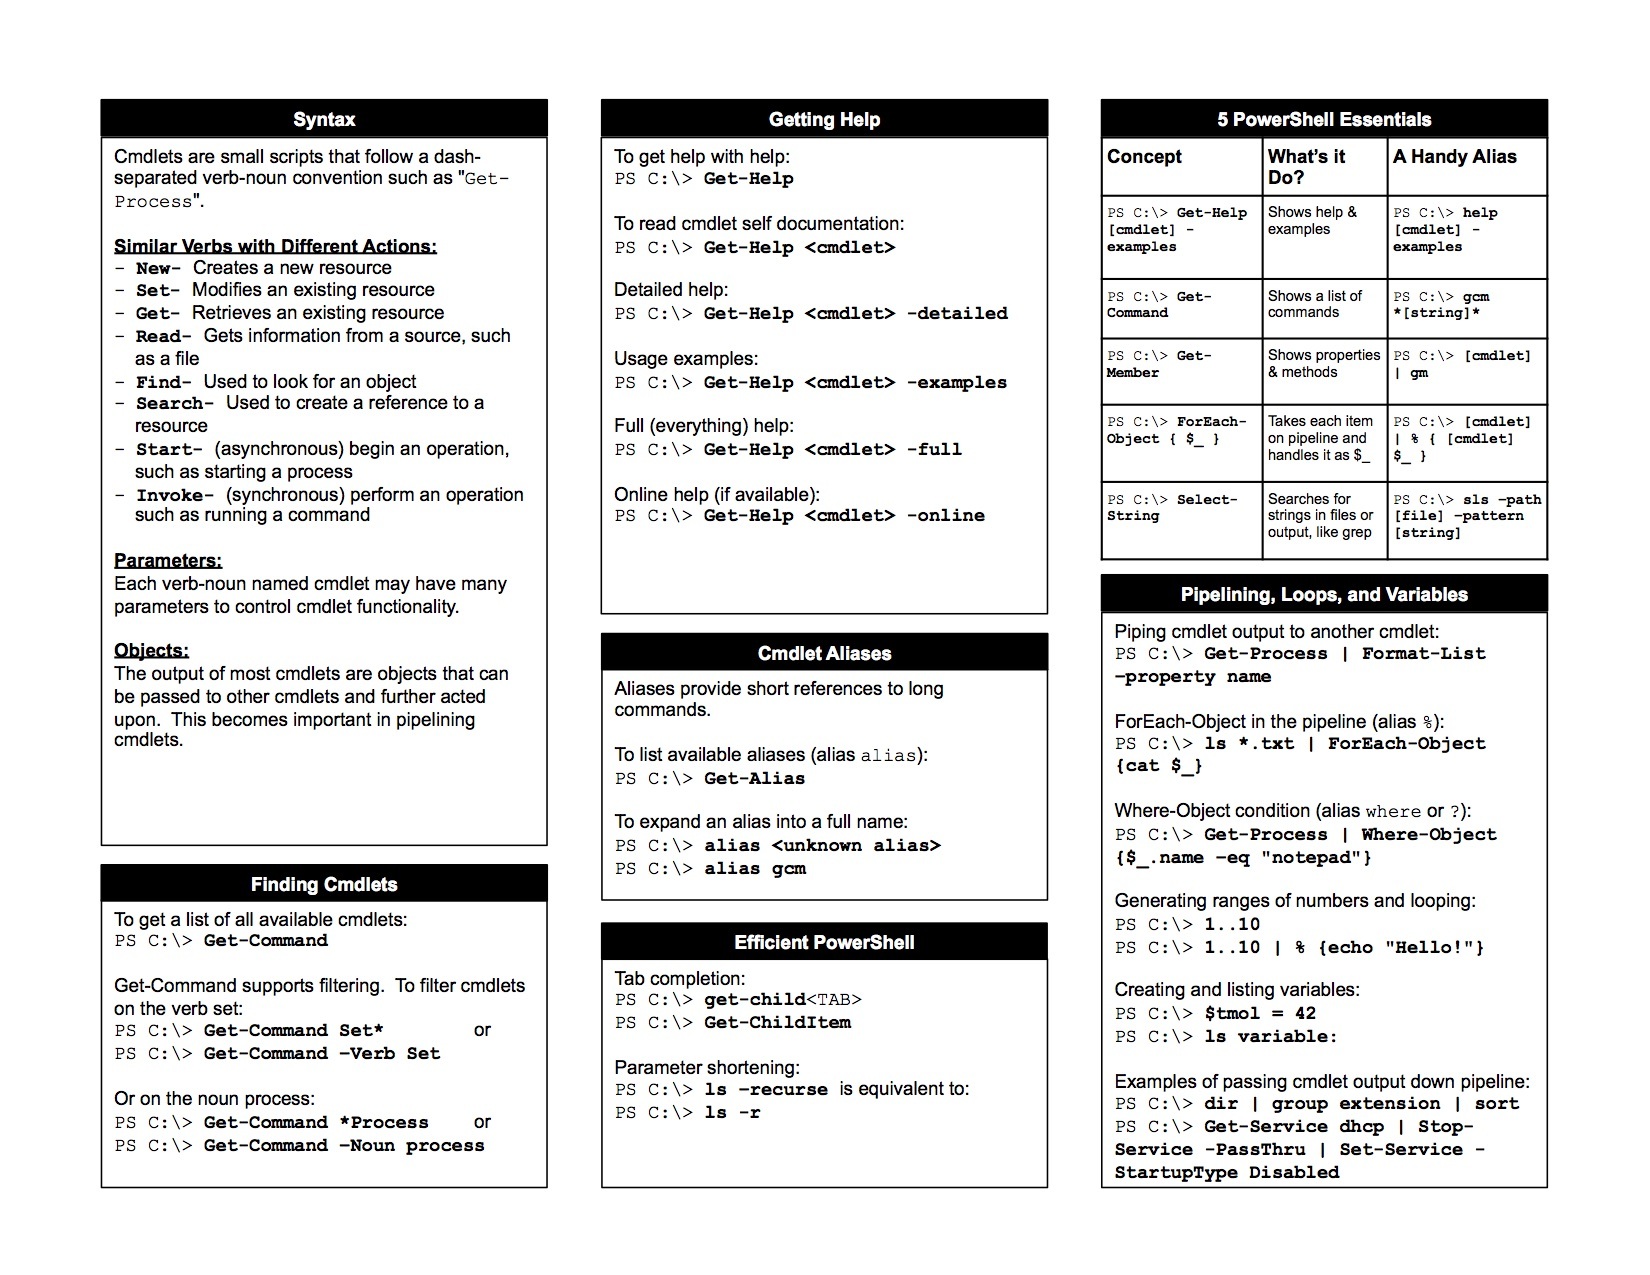 Syntax
Cmdlets are small scripts that follow a dash-
separated verb-noun convention such as "Get-
Process".
Similar Verbs with Different Actions:
- New- Creates a new resource
- Set- Modifies an existing resource
- Get- Retrieves an existing resource
- Read- Gets information from a source, such
as a file
- Find- Used to look for an object
- Search- Used to create a reference to a
resource
- Start- (asynchronous) begin an operation,
such as starting a process
- Invoke- (synchronous) perform an operation
such as running a command
Parameters:
Each verb-noun named cmdlet may have many
parameters to control cmdlet functionality.
Objects:
The output of most cmdlets are objects that can
be passed to other cmdlets and further acted
upon. This becomes important in pipelining
cmdlets.
Finding Cmdlets
To get a list of all available cmdlets:
PS C:\> Get-Command
Get-Command supports filtering. To filter cmdlets
on the verb set:
PS C:\> Get-Command Set* or
PS C:\> Get-Command –Verb Set
Or on the noun process:
PS C:\> Get-Command *Process or
PS C:\> Get-Command –Noun process
Getting Help
To get help with help:
PS C:\> Get-Help
To read cmdlet self documentation:
PS C:\> Get-Help <cmdlet>
Detailed help:
PS C:\> Get-Help <cmdlet> -detailed
Usage examples:
PS C:\> Get-Help <cmdlet> -examples
Full (everything) help:
PS C:\> Get-Help <cmdlet> -full
Online help (if available):
PS C:\> Get-Help <cmdlet> -online
Cmdlet Aliases
Aliases provide short references to long
commands.
To list available aliases (alias alias):
PS C:\> Get-Alias
To expand an alias into a full name:
PS C:\> alias <unknown alias>
PS C:\> alias gcm
Efficient PowerShell
Tab completion:
PS C:\> get-child<TAB>
PS C:\> Get-ChildItem
Parameter shortening:
PS C:\> ls –recurse is equivalent to:
PS C:\> ls -r
5 PowerShell Essentials
Concept
What's it
Do?
A Handy Alias
PS C:\> Get-Help
[cmdlet] -
examples
Shows help &
examples
PS C:\> help
[cmdlet] -
examples
PS C:\> Get-
Command
Shows a list of
commands
PS C:\> gcm
*[string]*
PS C:\> Get-
Member
Shows properties
& methods
PS C:\> [cmdlet]
| gm
PS C:\> ForEach-
Object { $_ }
Takes each item
on pipeline and
handles it as $_
PS C:\> [cmdlet]
| % { [cmdlet]
$_ }
PS C:\> Select-
String
Searches for
strings in files or
output, like grep
PS C:\> sls –path
[file] –pattern
[string]
Pipelining, Loops, and Variables
Piping cmdlet output to another cmdlet:
PS C:\> Get-Process | Format-List
–property name
ForEach-Object in the pipeline (alias %):
PS C:\> ls *.txt | ForEach-Object
{cat $_}
Where-Object condition (alias where or ?):
PS C:\> Get-Process | Where-Object
{$_.name –eq "notepad"}
Generating ranges of numbers and looping:
PS C:\> 1..10
PS C:\> 1..10 | % {echo "Hello!"}
Creating and listing variables:
PS C:\> $tmol = 42
PS C:\> ls variable:
Examples of passing cmdlet output down pipeline:
PS C:\> dir | group extension | sort
PS C:\> Get-Service dhcp | Stop-
Service -PassThru | Set-Service -
StartupType Disabled